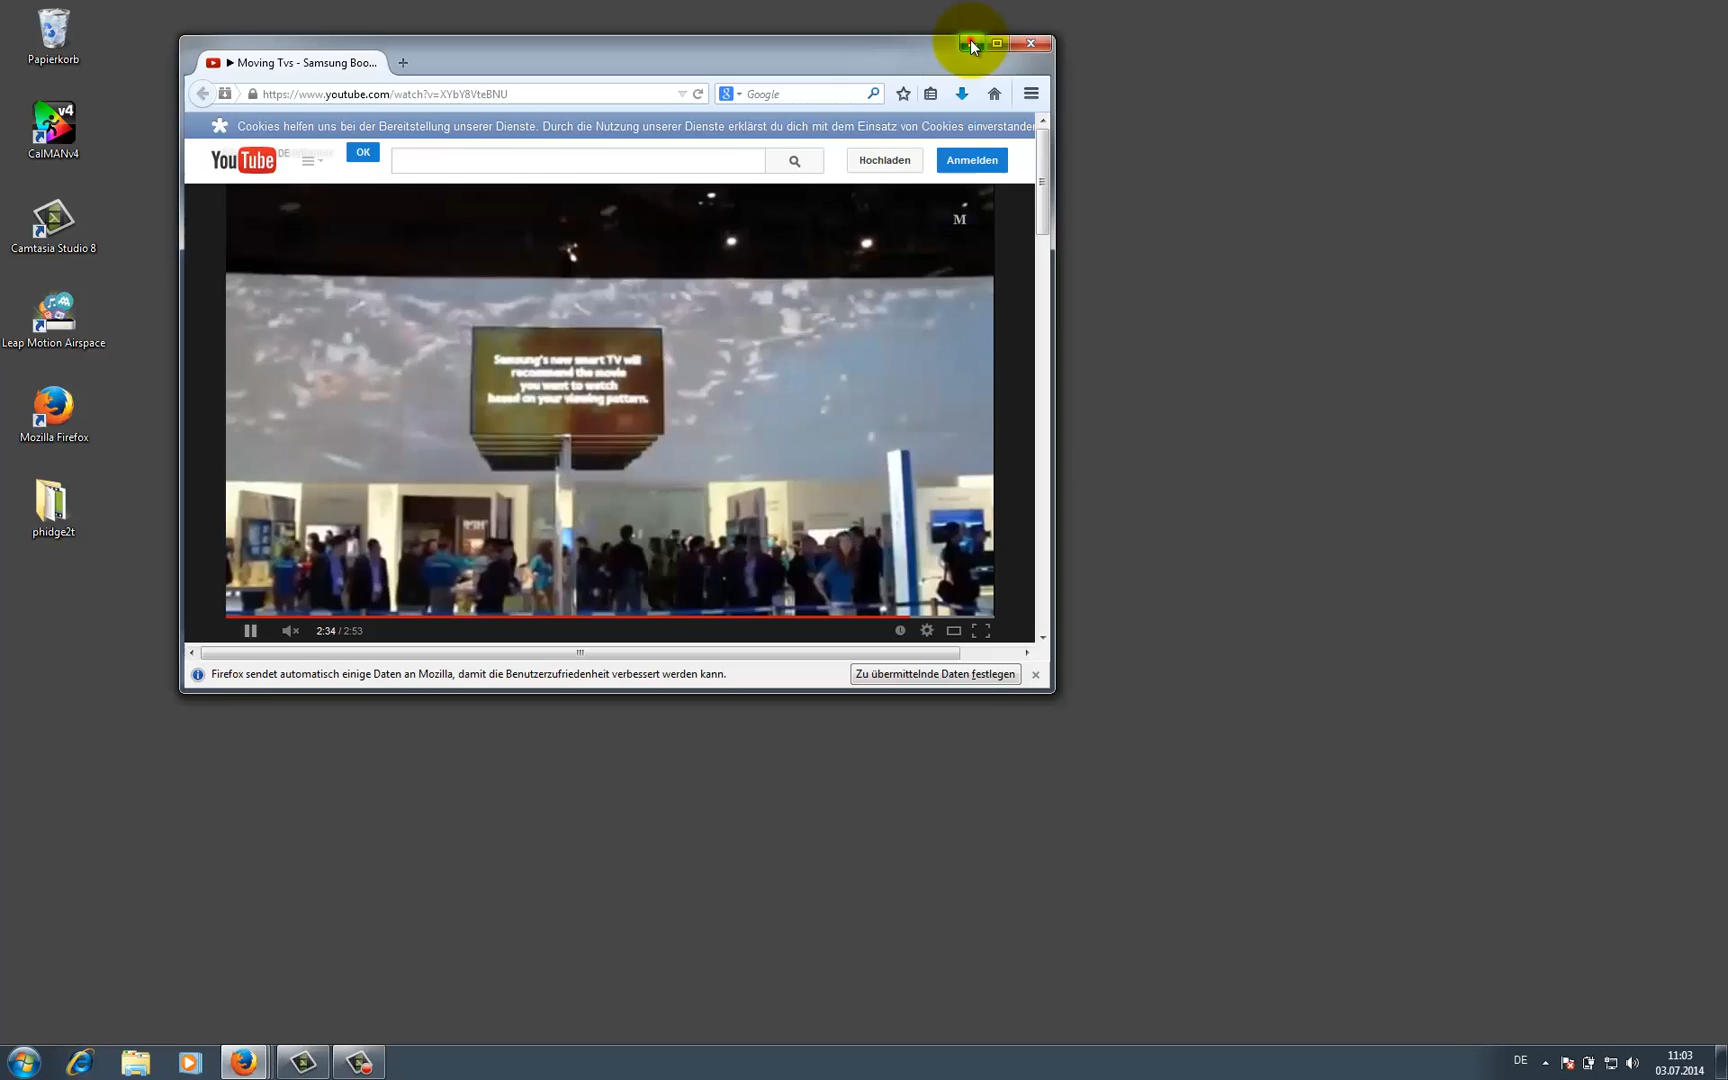 Papierkorb
v4
CalMANv4
Camtasia Studio 8
Leap Motion Airspace
Mozilla Firefox
phidge2t
Moving Tvs - Samsung Boo...
https://www.youtube.com/watch?v=XYbY8VteBNU
Google
Cookies helfen uns bei der Bereitstellung unserer Dienste. Durch die Nutzung unserer Dienste erklärst du dich mit dem Einsatz von Cookies einverstanden
YouTube DE
OK
Hochladen
Anmelden
M
Samsung's new smart TV will
recommend the movie
you want to watch
based on your viewing pattern.
2:34 / 2:53
Firefox sendet automatisch einige Daten an Mozilla, damit die Benutzerzufriedenheit verbessert werden kann.
Zu übermittelnde Daten festlegen
DE
11:03
03.07.2014